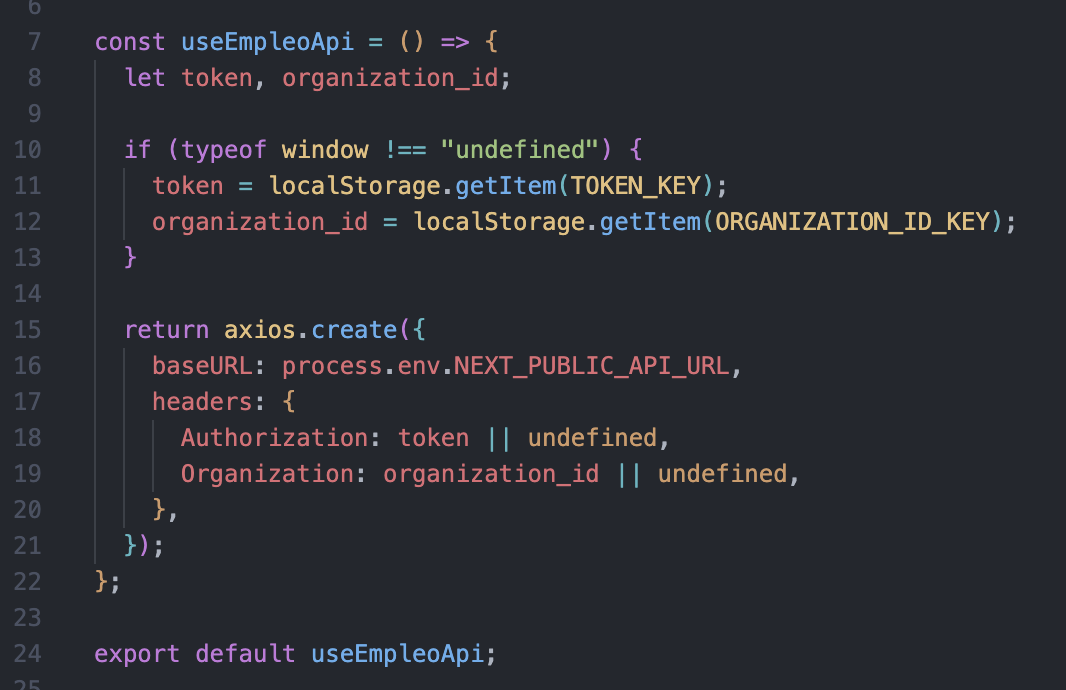 6
7 const useEmpleoApi = () => {
8 let token, organization_id;
9
10 if (typeof window !== "undefined") {
11 token = localStorage.getItem(TOKEN_KEY);
12 organization_id = localStorage.getItem(ORGANIZATION_ID_KEY);
13 }
14
15 return axios.create({
16 baseURL: process.env.NEXT_PUBLIC_API_URL,
17 headers: {
18 Authorization: token || undefined,
19 Organization: organization_id || undefined,
20 },
21 });
22 };
23
24 export default useEmpleoApi;
25